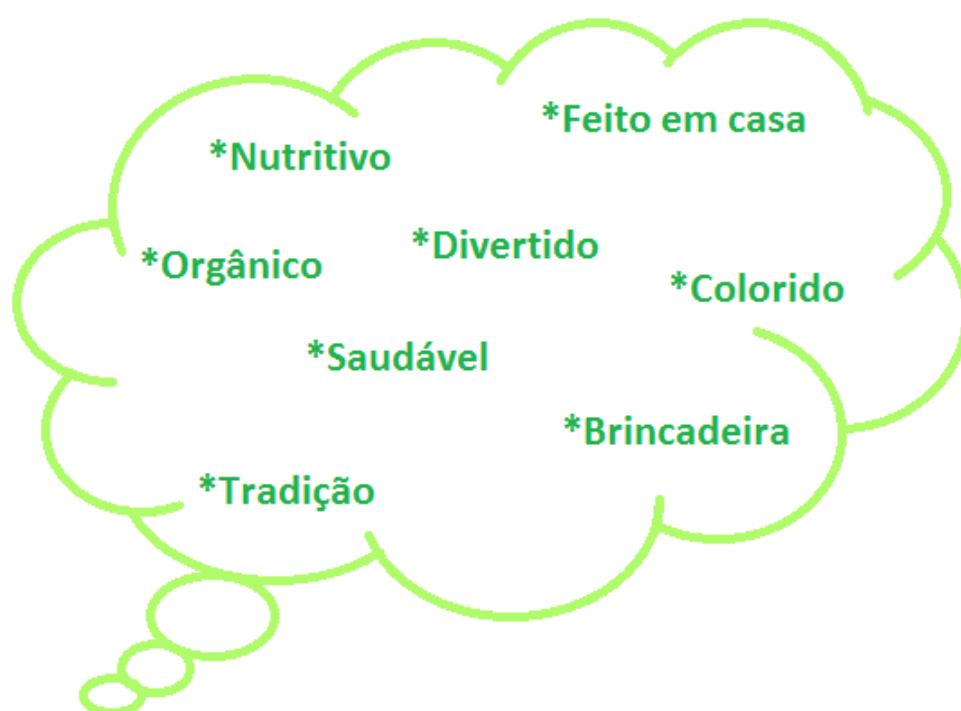 *Feito em casa
*Nutritivo
*Divertido
*Orgânico
*Colorido
*Saudável
*Brincadeira
*Tradição